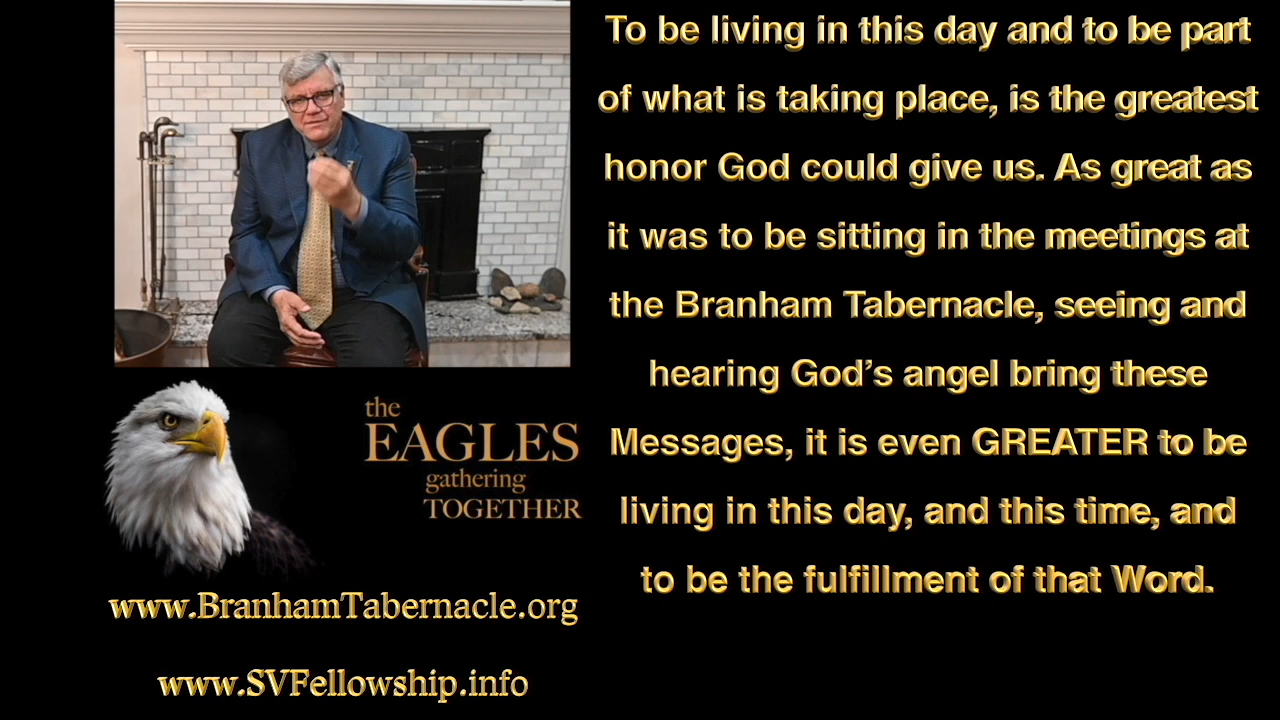 To be living in this day and to be part
of what is taking place, is the greatest
honor God could give us. As great as
it was to be sitting in the meetings at
the Branham Tabernacle, seeing and
hearing God’s angel bring these
Messages, it is even GREATER to be
living in this day, and this time, and
to be the fulfillment of that Word.
the
EAGLES
gathering
TOGETHER
www.BranhamTabernacle.org
www.SVFellowship.info